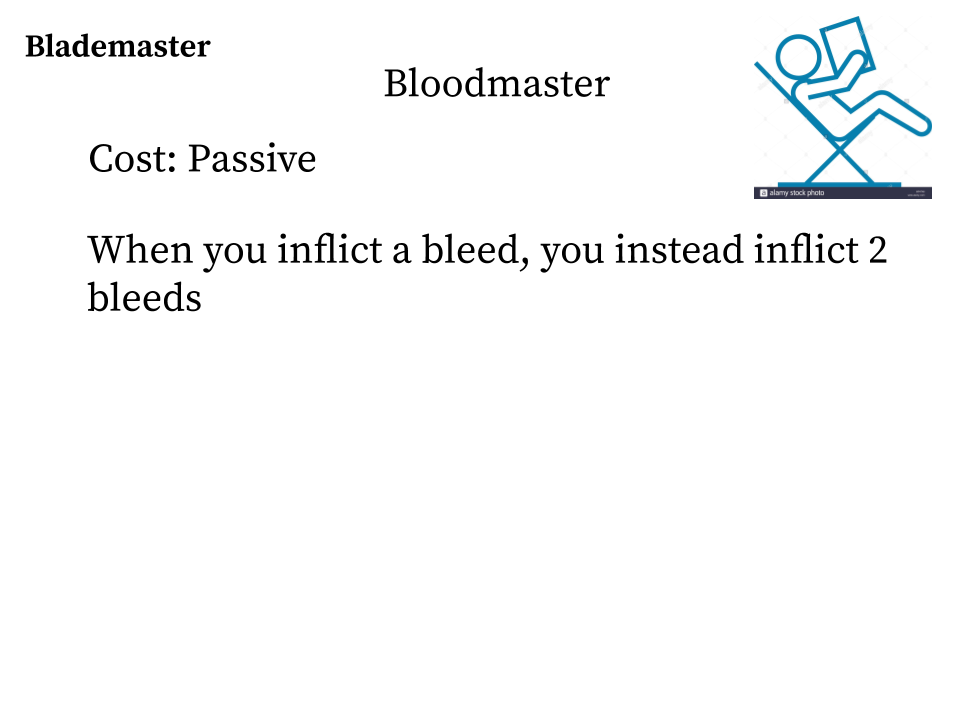 Blademaster
Bloodmaster
Cost: Passive
When you inflict a bleed, you instead inflict 2
bleeds
alamy stock photo